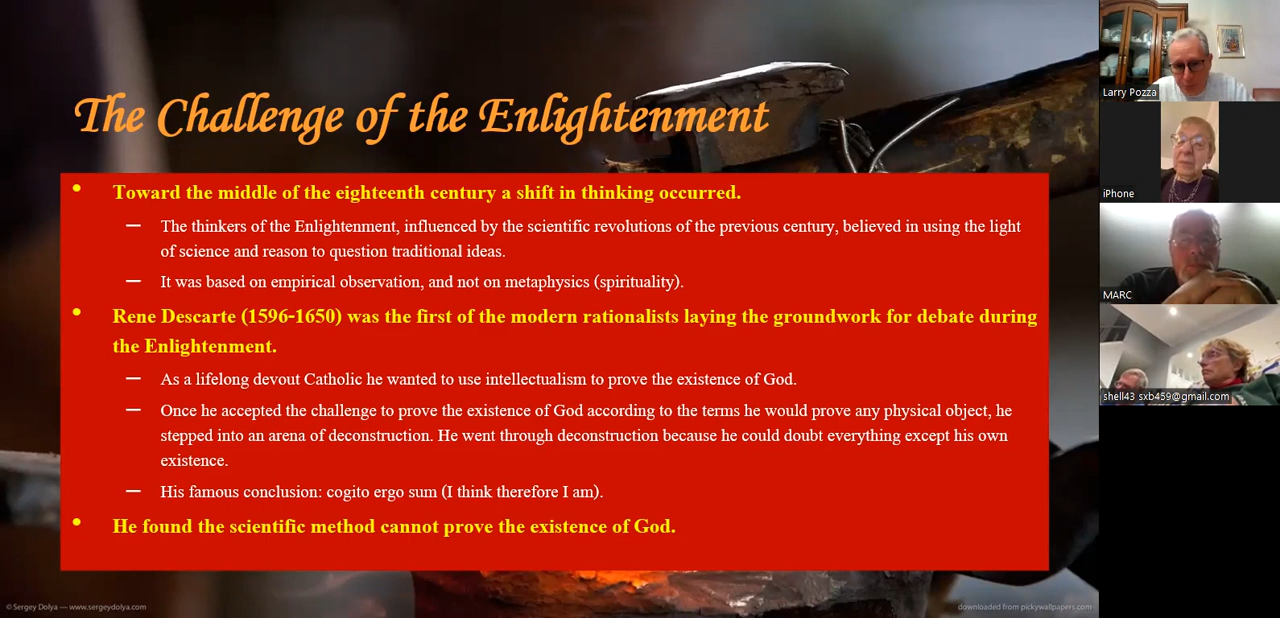 The Challenge of the Enlightenment
• Toward the middle of the eighteenth century a shift in thinking occurred.
— The thinkers of the Enlightenment, influenced by the scientific revolutions of the previous century, believed in using the light
of science and reason to question traditional ideas.
— It was based on empirical observation, and not on metaphysics (spirituality).
• Rene Descarte (1596-1650) was the first of the modern rationalists laying the groundwork for debate during
the Enlightenment.
— As a lifelong devout Catholic he wanted to use intellectualism to prove the existence of God.
— Once he accepted the challenge to prove the existence of God according to the terms he would prove any physical object, he
stepped into an arena of deconstruction. He went through deconstruction because he could doubt everything except his own
existence.
— His famous conclusion: cogito ergo sum (I think therefore I am).
• He found the scientific method cannot prove the existence of God.
© Sergey Dolya — www.sergeydolya.com
downloaded from pickywallpapers.com
Larry Pozza
iPhone
MARC
shell43 sxb459@gmail.com